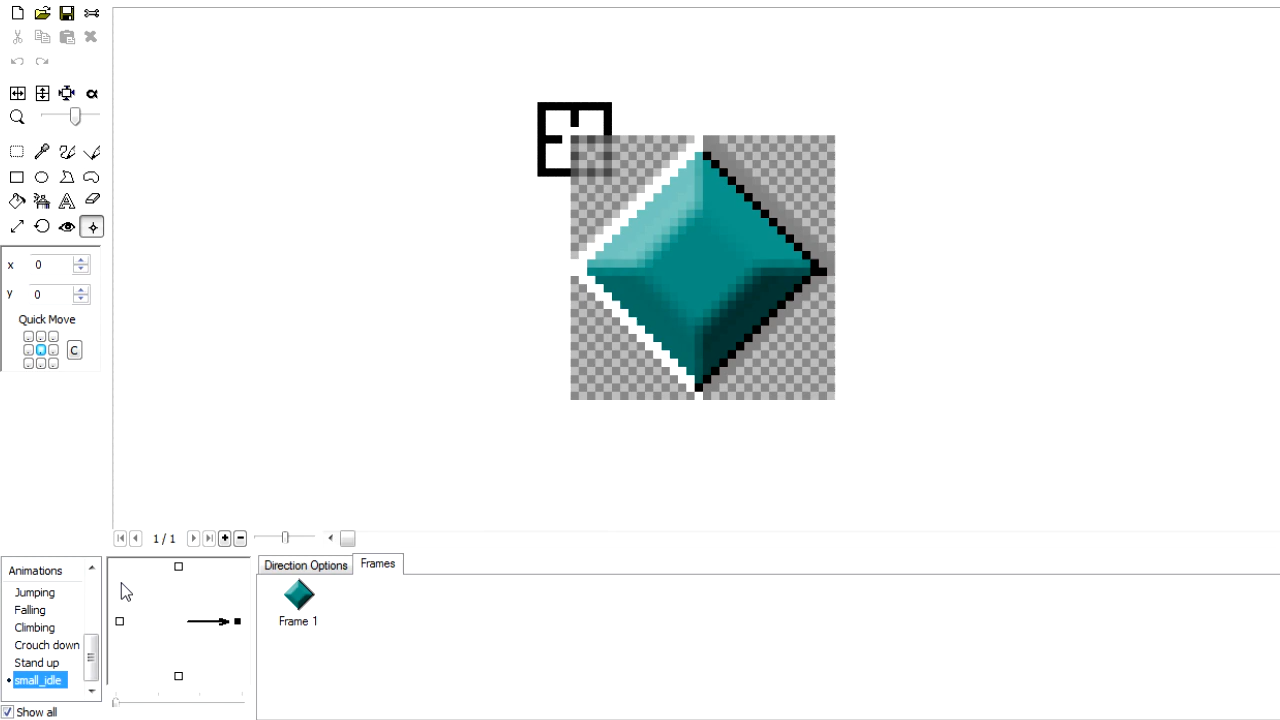 x 0
y 0
Quick Move
C
1 / 1
Animations
Jumping
Falling
Climbing
Crouch down
Stand up
small_idle
Show all
Direction Options
Frames
Frame 1